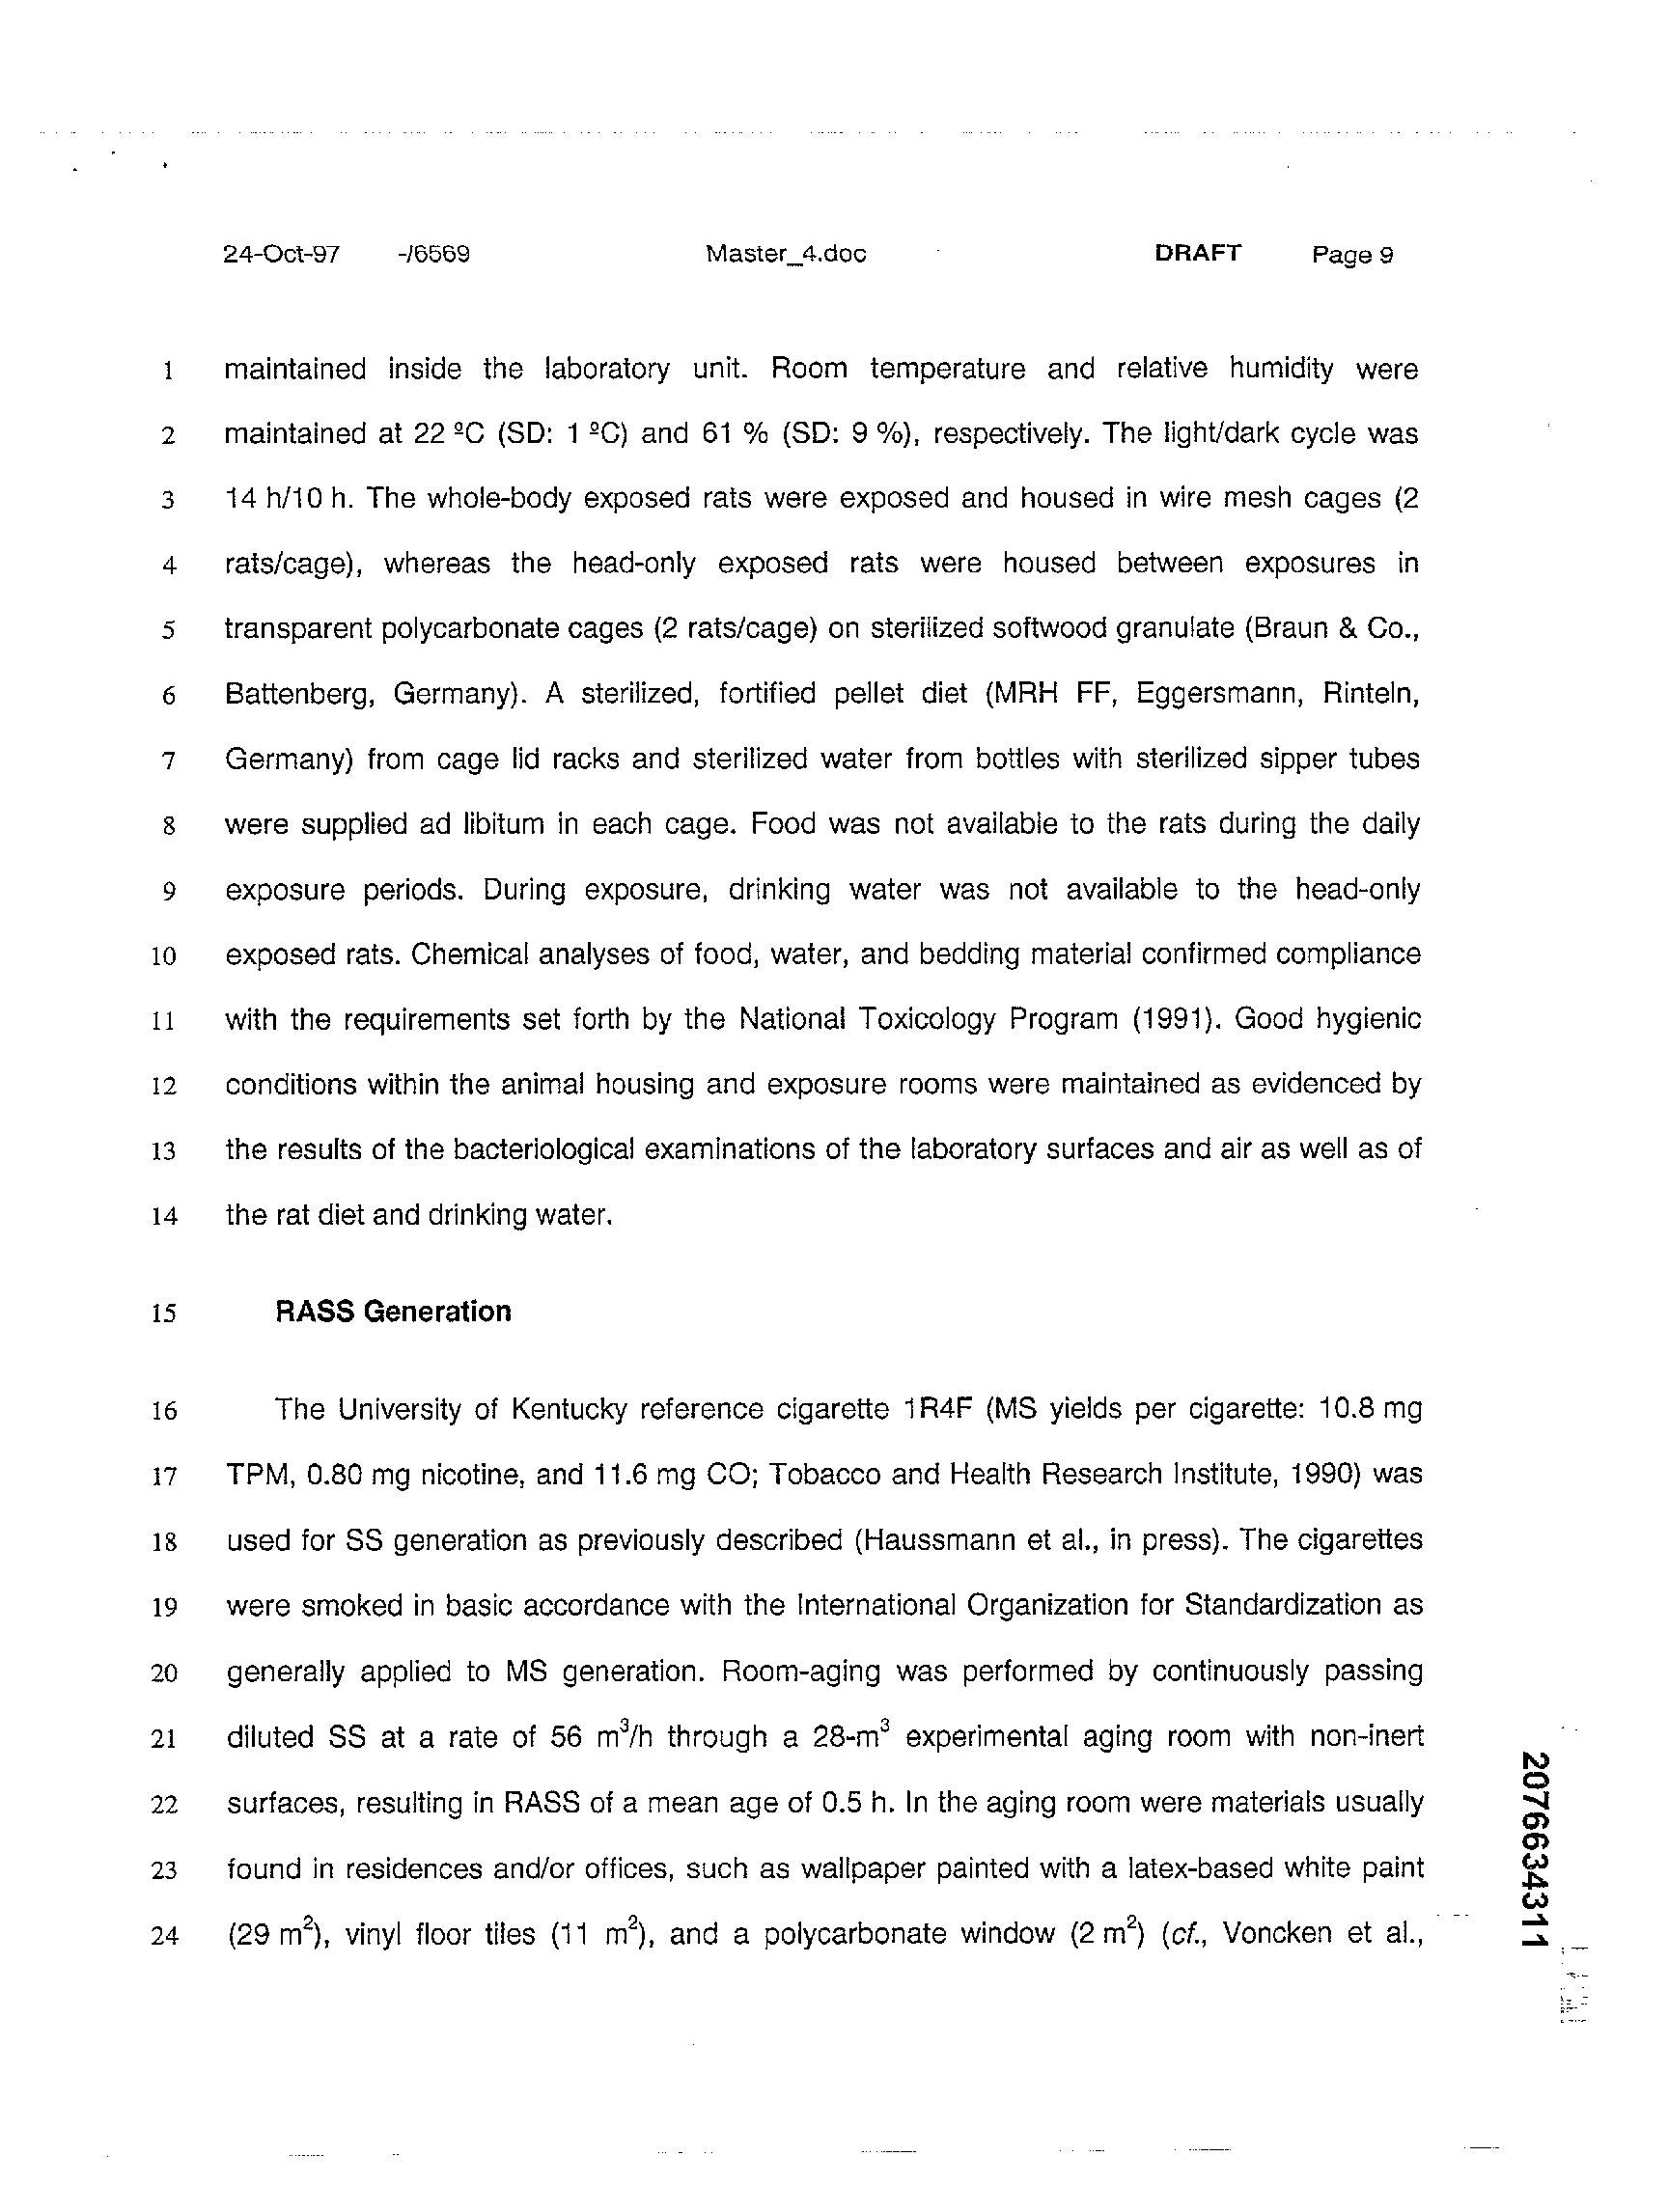 24-Oct-97 -/6569 Master_4.doc DRAFT Page 9
1 maintained inside the laboratory unit. Room temperature and relative humidity were
2 maintained at 22 ºC (SD: 1 ºC) and 61 % (SD: 9 %), respectively. The light/dark cycle was
3 14 h/10 h. The whole-body exposed rats were exposed and housed in wire mesh cages (2
4 rats/cage), whereas the head-only exposed rats were housed between exposures in
5 transparent polycarbonate cages (2 rats/cage) on sterilized softwood granulate (Braun & Co.,
6 Battenberg, Germany). A sterilized, fortified pellet diet (MRH FF, Eggersmann, Rinteln,
7 Germany) from cage lid racks and sterilized water from bottles with sterilized sipper tubes
8 were supplied ad libitum in each cage. Food was not available to the rats during the daily
9 exposure periods. During exposure, drinking water was not available to the head-only
10 exposed rats. Chemical analyses of food, water, and bedding material confirmed compliance
11 with the requirements set forth by the National Toxicology Program (1991). Good hygienic
12 conditions within the animal housing and exposure rooms were maintained as evidenced by
13 the results of the bacteriological examinations of the laboratory surfaces and air as well as of
14 the rat diet and drinking water.
15 RASS Generation
16 The University of Kentucky reference cigarette 1R4F (MS yields per cigarette: 10.8 mg
17 TPM, 0.80 mg nicotine, and 11.6 mg CO; Tobacco and Health Research Institute, 1990) was
18 used for SS generation as previously described (Haussmann et al., in press). The cigarettes
19 were smoked in basic accordance with the International Organization for Standardization as
20 generally applied to MS generation. Room-aging was performed by continuously passing
21 diluted SS at a rate of 56 m³/h through a 28-m³ experimental aging room with non-inert
22 surfaces, resulting in RASS of a mean age of 0.5 h. In the aging room were materials usually
23 found in residences and/or offices, such as wallpaper painted with a latex-based white paint
24 (29 m²), vinyl floor tiles (11 m²), and a polycarbonate window (2 m²) (cf., Voncken et al.,
2076634311